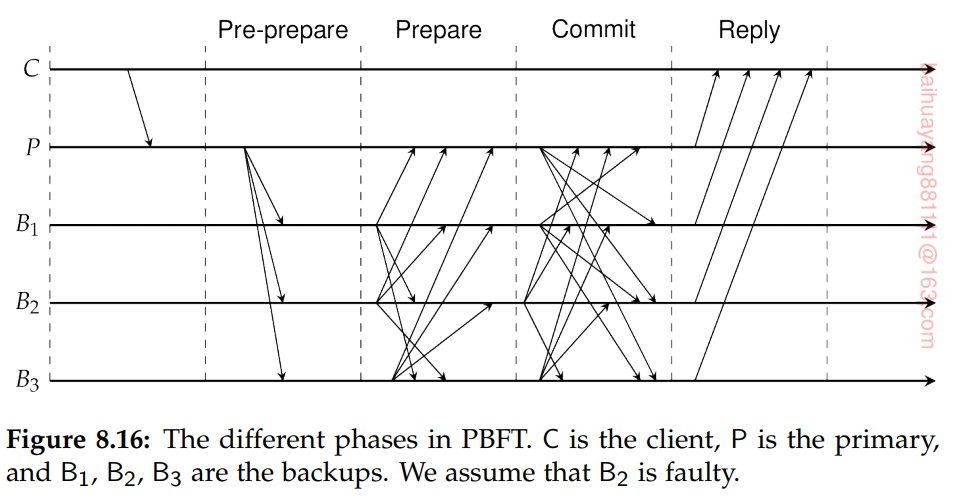 Pre-prepare Prepare Commit Reply
C
P
B1
B2
B3
Figure 8.16: The different phases in PBFT. C is the client, P is the primary,
and B1, B2, B3 are the backups. We assume that B2 is faulty.